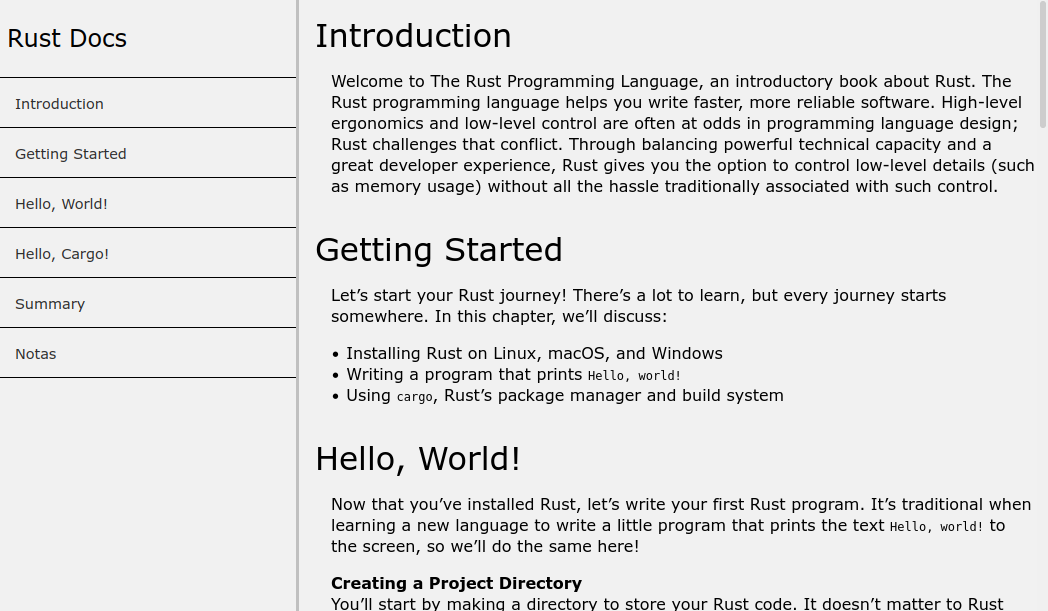 Rust Docs
Introduction
Getting Started
Hello, World!
Hello, Cargo!
Summary
Notas
Introduction
Welcome to The Rust Programming Language, an introductory book about Rust. The
Rust programming language helps you write faster, more reliable software. High-level
ergonomics and low-level control are often at odds in programming language design;
Rust challenges that conflict. Through balancing powerful technical capacity and a
great developer experience, Rust gives you the option to control low-level details (such
as memory usage) without all the hassle traditionally associated with such control.
Getting Started
Let’s start your Rust journey! There’s a lot to learn, but every journey starts
somewhere. In this chapter, we’ll discuss:
• Installing Rust on Linux, macOS, and Windows
• Writing a program that prints Hello, world!
• Using cargo, Rust’s package manager and build system
Hello, World!
Now that you’ve installed Rust, let’s write your first Rust program. It’s traditional when
learning a new language to write a little program that prints the text Hello, world! to
the screen, so we’ll do the same here!
Creating a Project Directory
You’ll start by making a directory to store your Rust code. It doesn’t matter to Rust